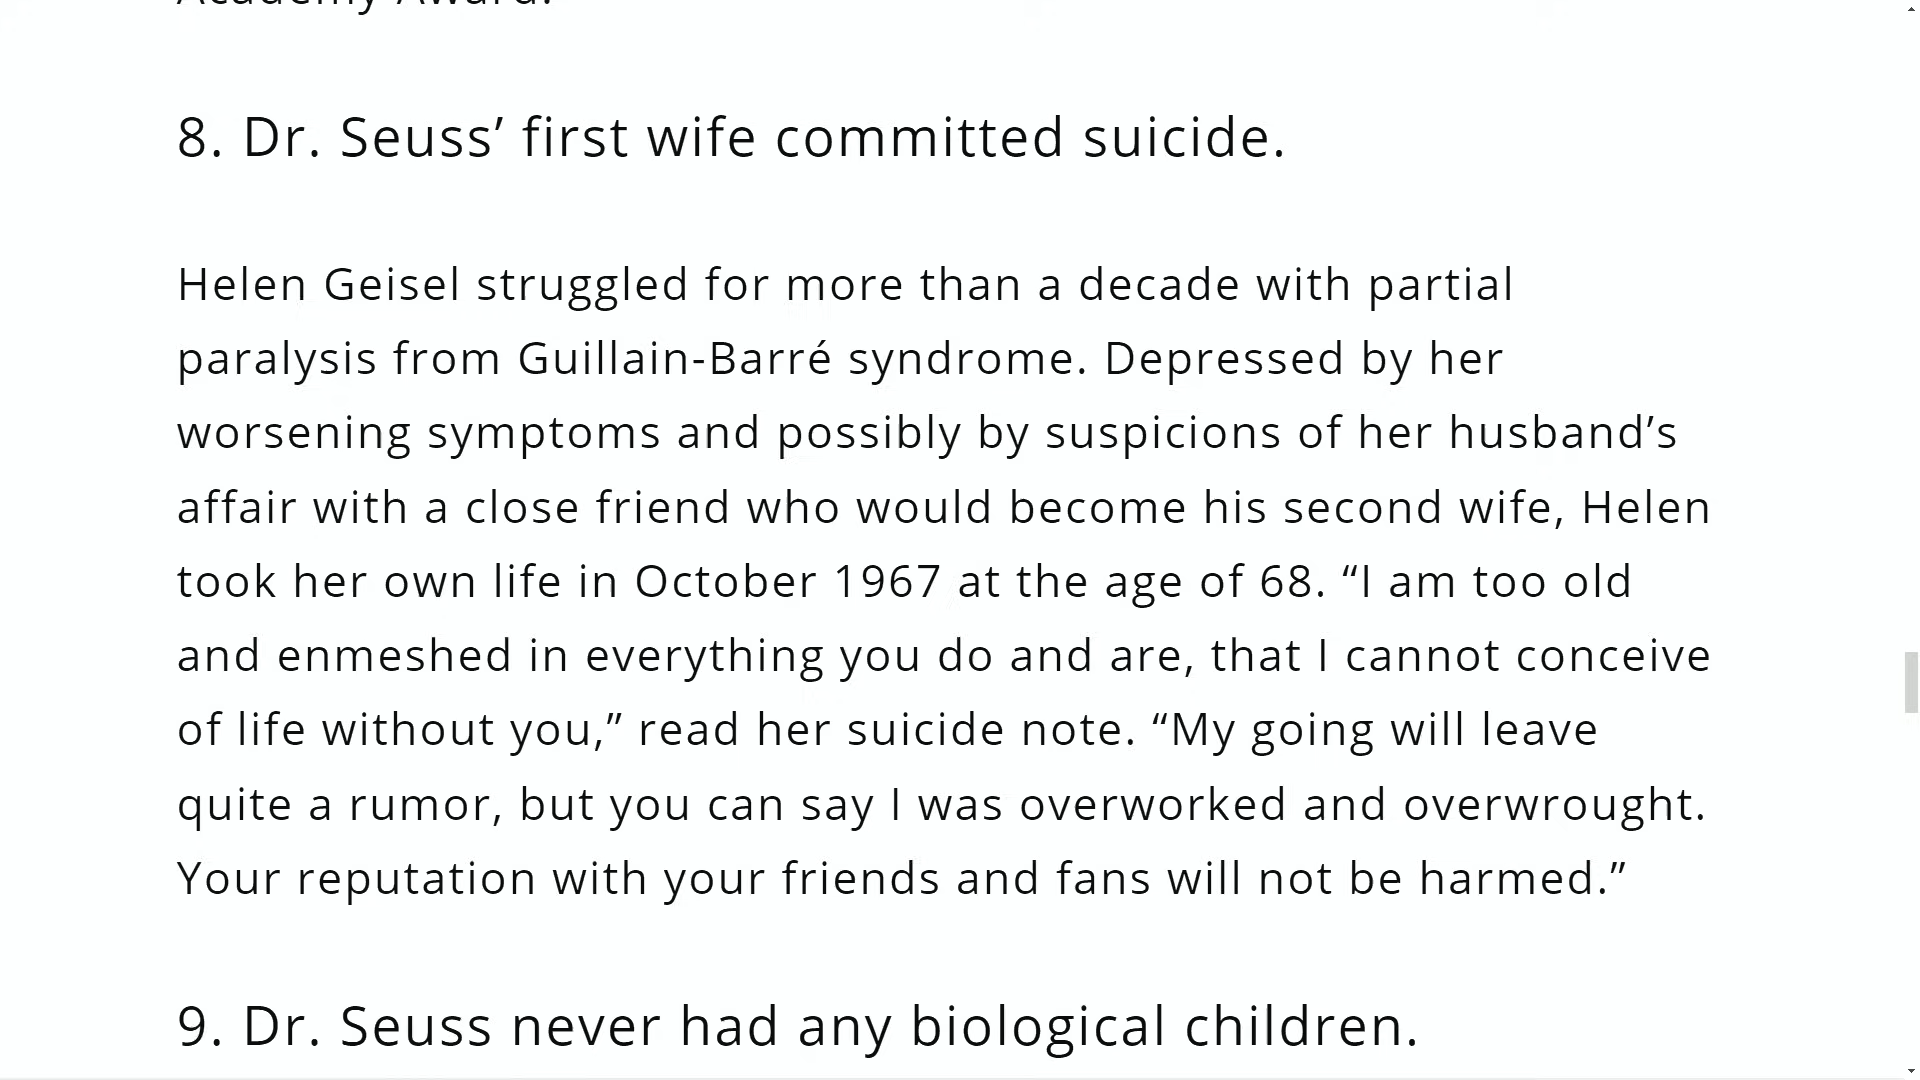 Academy Award.
8. Dr. Seuss’ first wife committed suicide.
Helen Geisel struggled for more than a decade with partial
paralysis from Guillain-Barré syndrome. Depressed by her
worsening symptoms and possibly by suspicions of her husband’s
affair with a close friend who would become his second wife, Helen
took her own life in October 1967 at the age of 68. “I am too old
and enmeshed in everything you do and are, that I cannot conceive
of life without you,” read her suicide note. “My going will leave
quite a rumor, but you can say I was overworked and overwrought.
Your reputation with your friends and fans will not be harmed.”
9. Dr. Seuss never had any biological children.